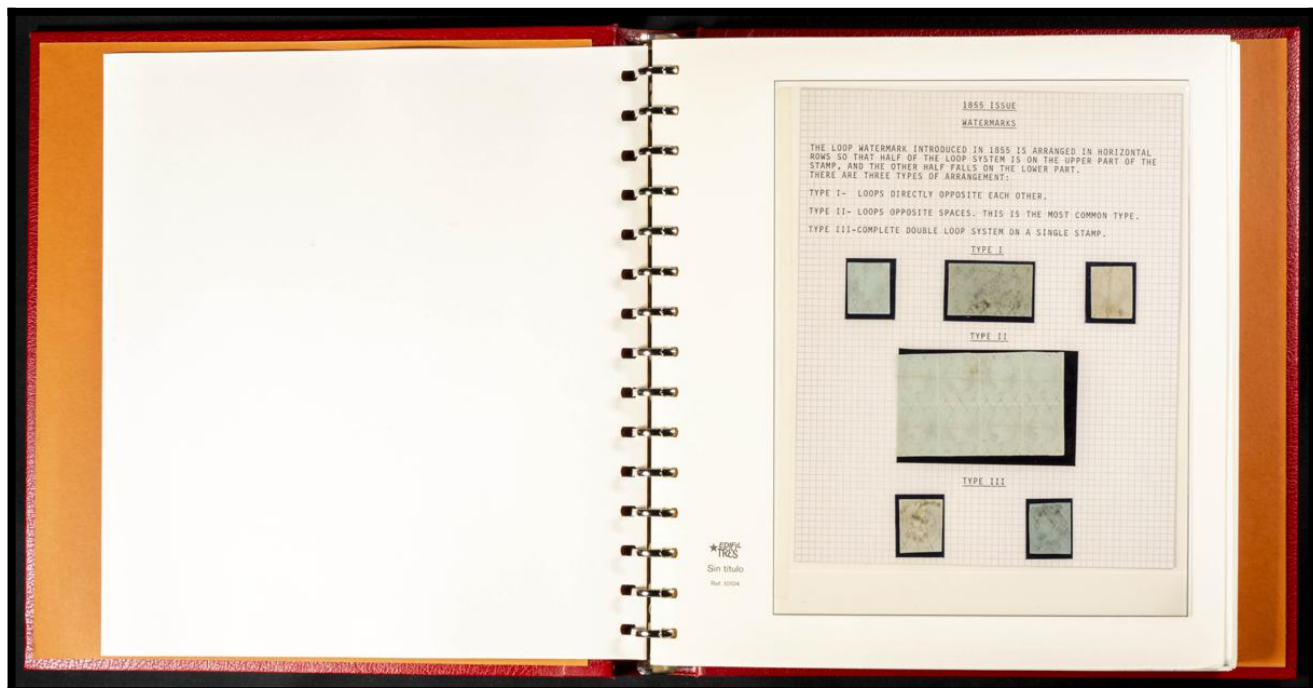 1855 ISSUE
WATERMARKS
THE LOOP WATERMARK INTRODUCED IN 1855 IS ARRANGED IN HORIZONTAL
ROWS SO THAT HALF OF THE LOOP SYSTEM IS ON THE UPPER PART OF THE
STAMP, AND THE OTHER HALF FALLS ON THE LOWER PART.
THERE ARE THREE TYPES OF ARRANGEMENT:
TYPE I- LOOPS DIRECTLY OPPOSITE EACH OTHER.
TYPE II- LOOPS OPPOSITE SPACES. THIS IS THE MOST COMMON TYPE.
TYPE III-COMPLETE DOUBLE LOOP SYSTEM ON A SINGLE STAMP.
TYPE I
TYPE II
TYPE III
EDIFIL
TRES
Sin título
Ref. 10104